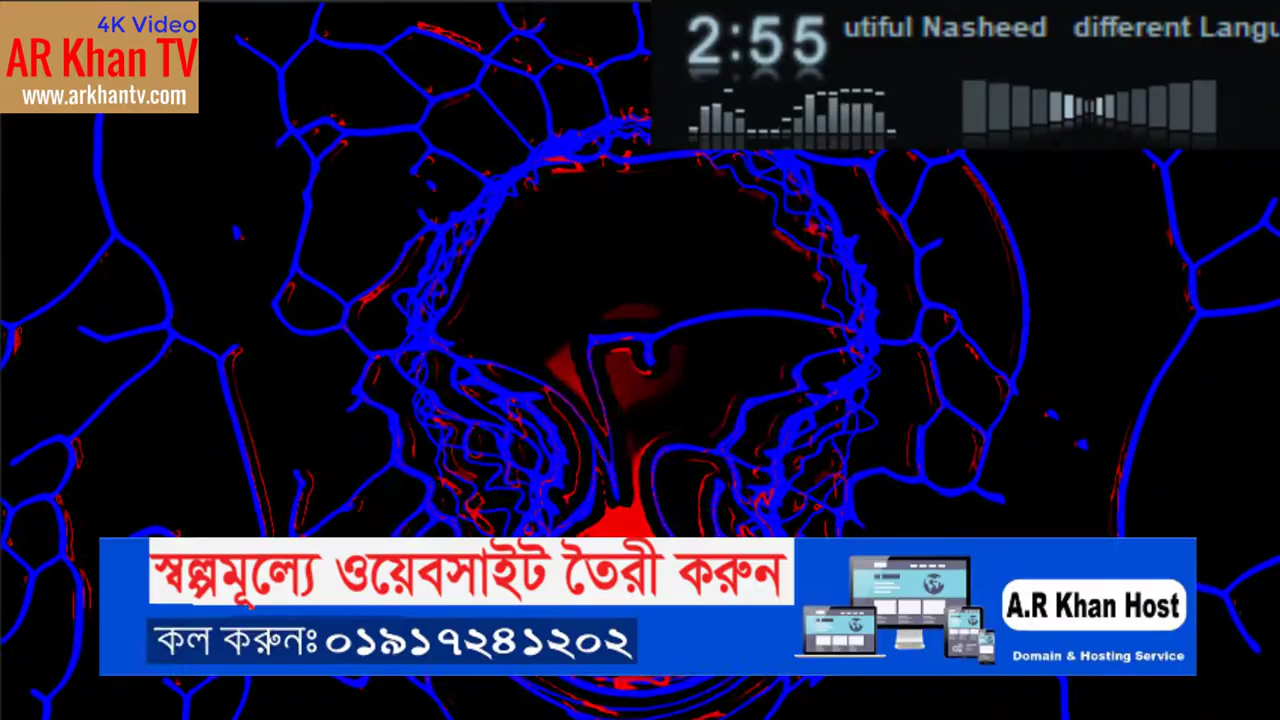 4K Video
AR Khan TV
www.arkhantv.com
2:55
utiful Nasheed different Langu
স্বল্পমূল্যে ওয়েবসাইট তৈরী করুন
কল করুনঃ ০১৯১৭২৪১২০২
A.R Khan Host
Domain & Hosting Service